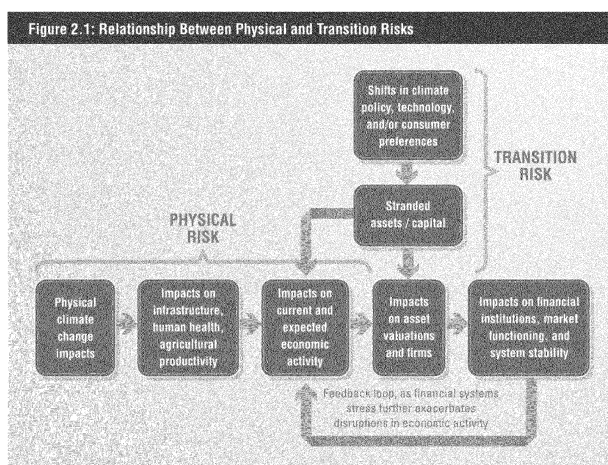 Figure 2.1: Relationship Between Physical and Transition Risks
Shifts in climate
policy, technology,
and/or consumer
preferences
TRANSITION
RISK
Stranded
assets / capital
PHYSICAL
RISK
Physical
climate
change
impacts
Impacts on
infrastructure,
human health,
agricultural
productivity
Impacts on
current and
expected
economic
activity
Impacts
on asset
valuations
and firms
Impacts on financial
institutions, market
functioning, and
system stability
Feedback loop, as financial systems
stress further exacerbates
disruptions in economic activity